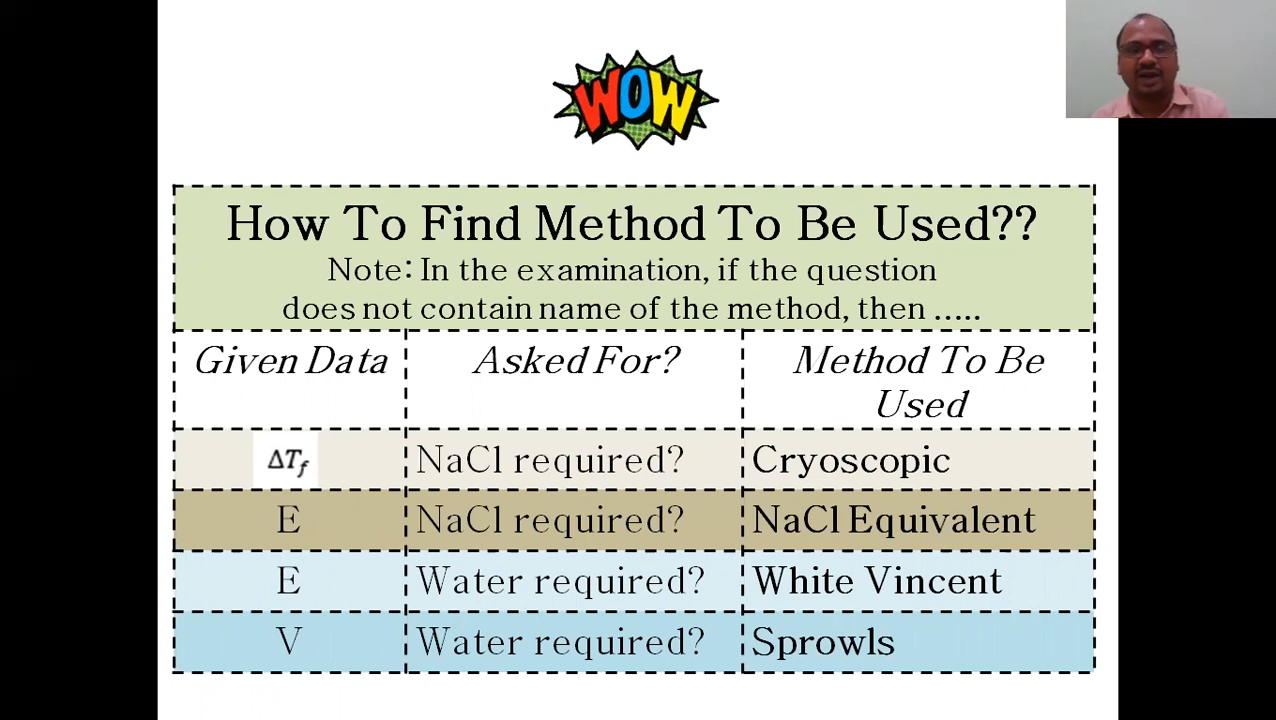 WOW
How To Find Method To Be Used??
Note: In the examination, if the question
does not contain name of the method, then .....
Given Data Asked For? Method To Be
Used
ΔTf NaCl required? Cryoscopic
E NaCl required? NaCl Equivalent
E Water required? White Vincent
V Water required? Sprowls